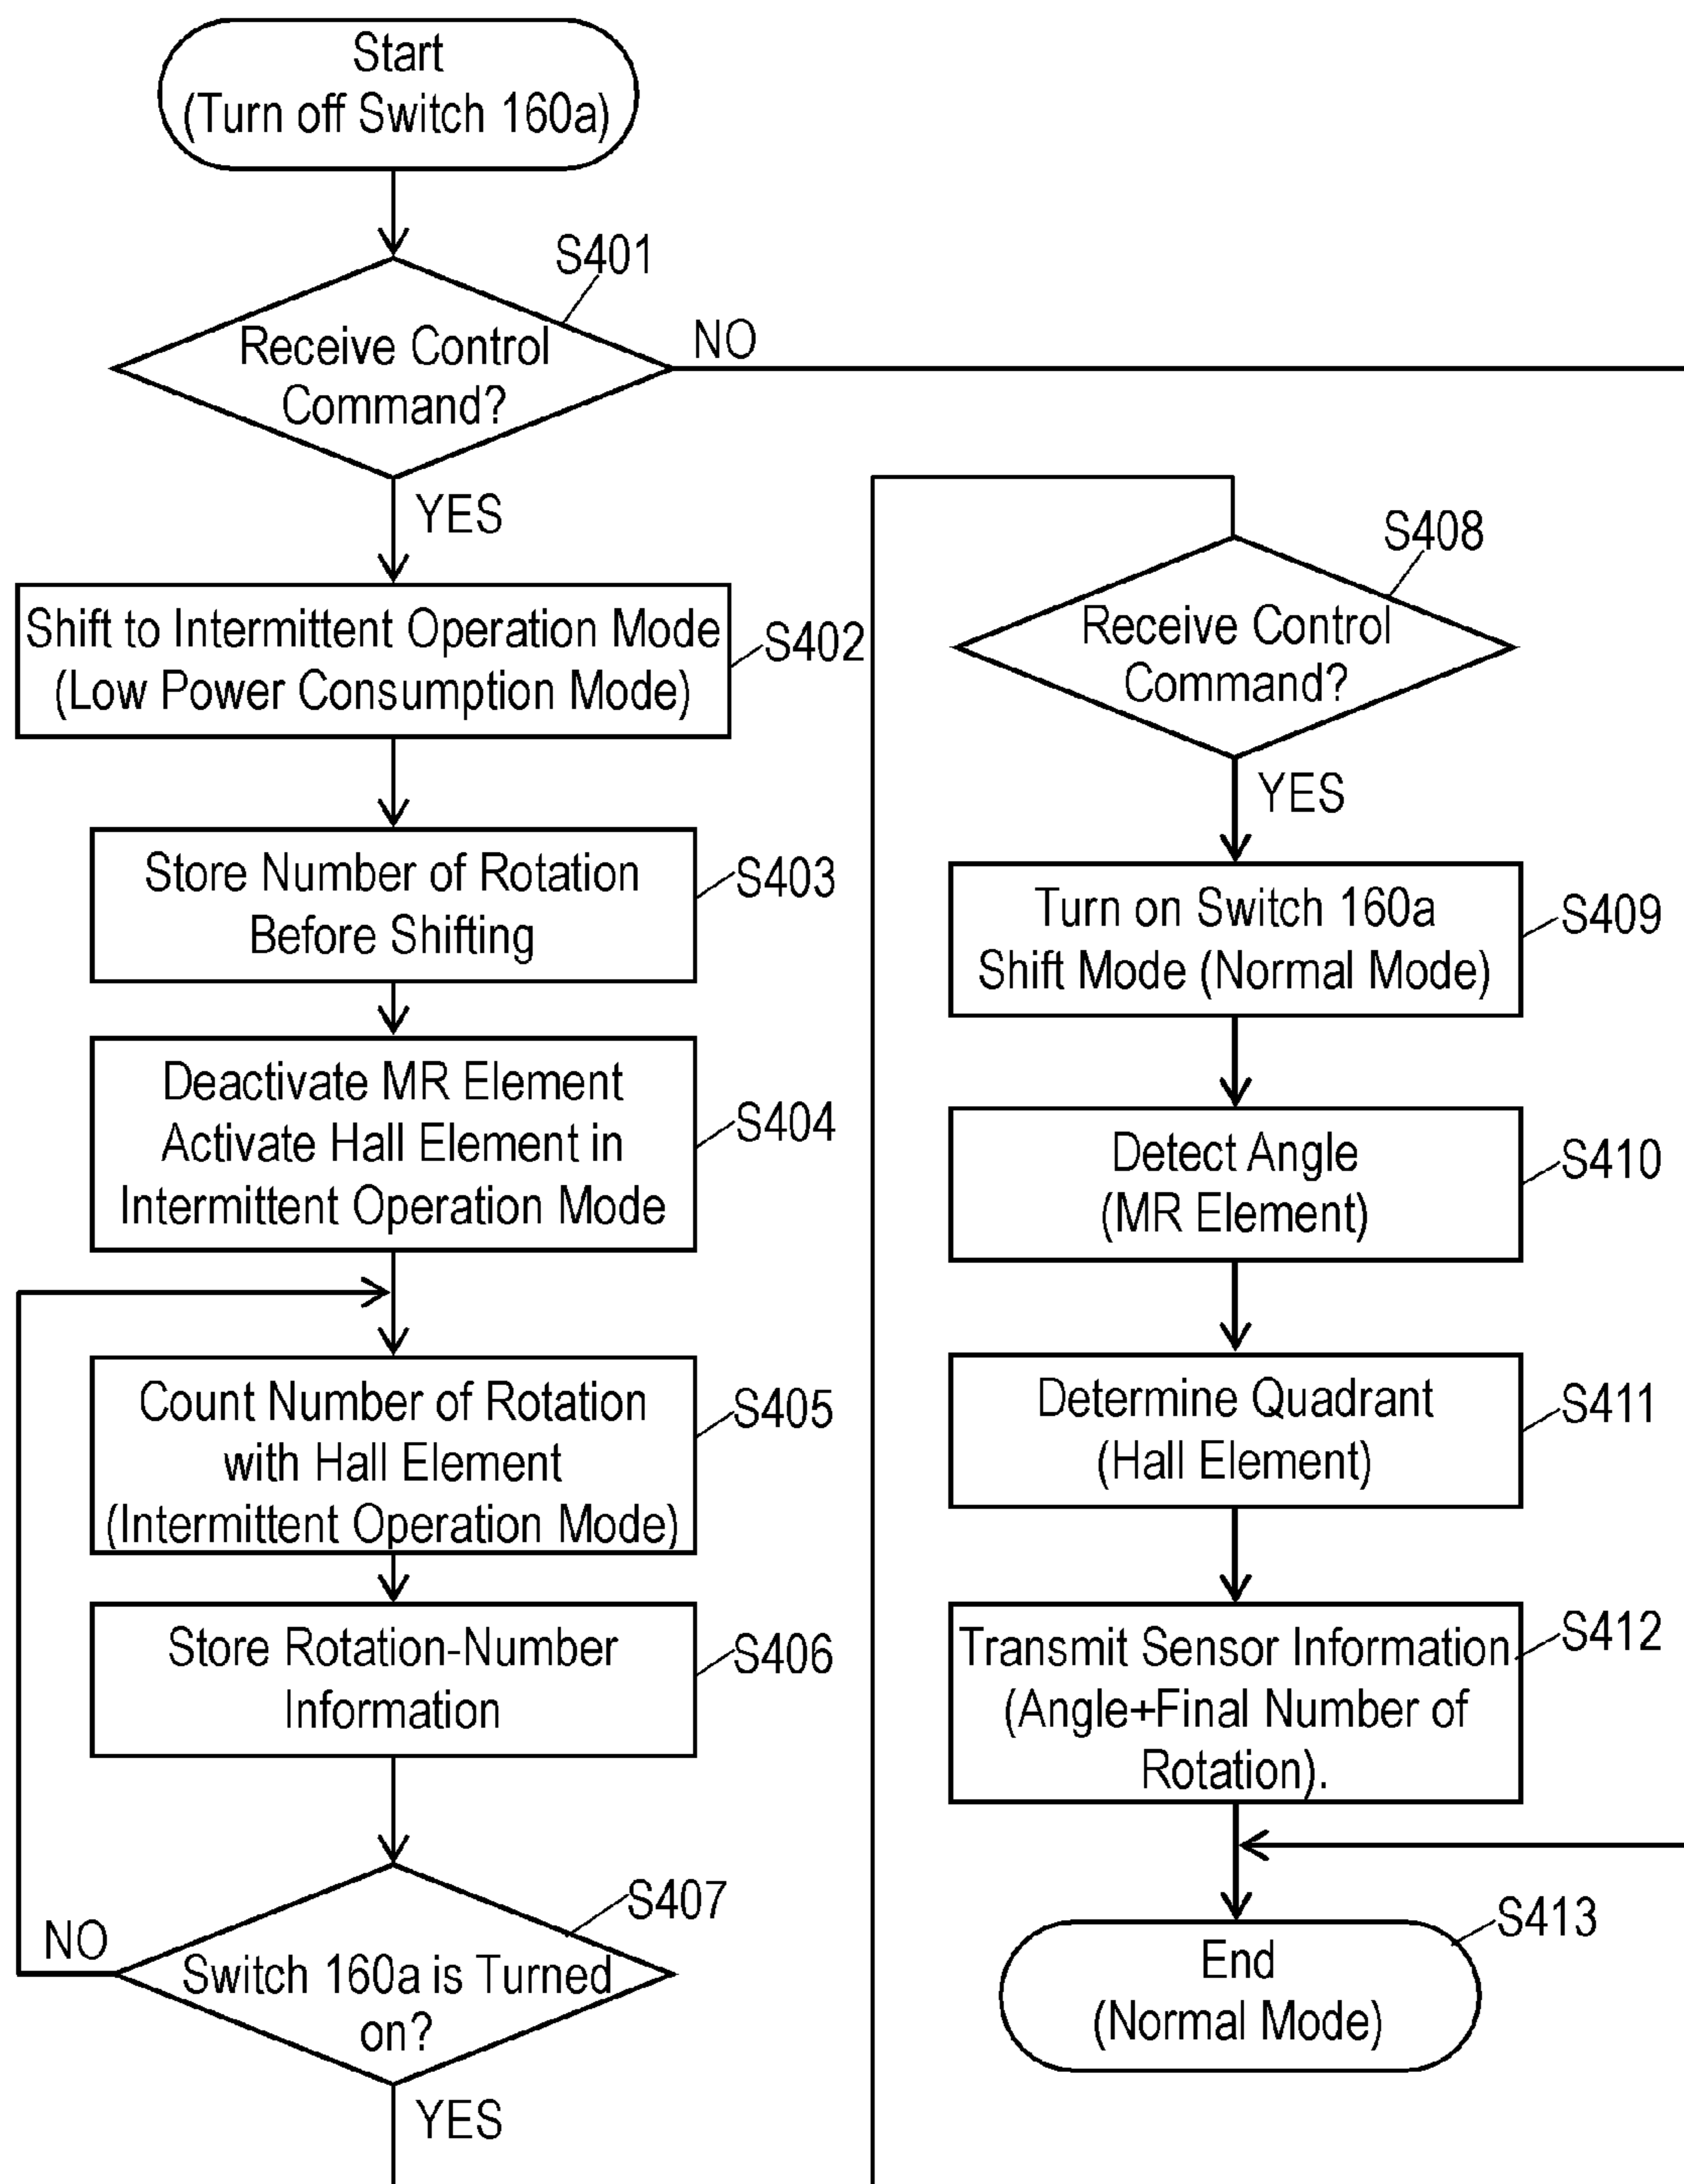 Start
(Turn off Switch 160a)
S401
Receive Control
Command?
NO
YES
Shift to Intermittent Operation Mode
(Low Power Consumption Mode)
S402
Store Number of Rotation
Before Shifting
S403
Deactivate MR Element
Activate Hall Element in
Intermittent Operation Mode
S404
Count Number of Rotation
with Hall Element
(Intermittent Operation Mode)
S405
Store Rotation-Number
Information
S406
S407
NO
Switch 160a is Turned
on?
YES
S408
Receive Control
Command?
YES
Turn on Switch 160a
Shift Mode (Normal Mode)
S409
Detect Angle
(MR Element)
S410
Determine Quadrant
(Hall Element)
S411
Transmit Sensor Information
(Angle+Final Number of
Rotation).
S412
S413
End
(Normal Mode)